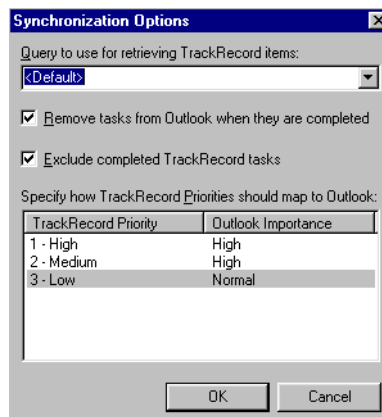 Synchronization Options
Query to use for retrieving TrackRecord items:
<Default>
Remove tasks from Outlook when they are completed
Exclude completed TrackRecord tasks
Specify how TrackRecord Priorities should map to Outlook:
TrackRecord Priority Outlook Importance
1 - High High
2 - Medium High
3 - Low Normal
OK Cancel